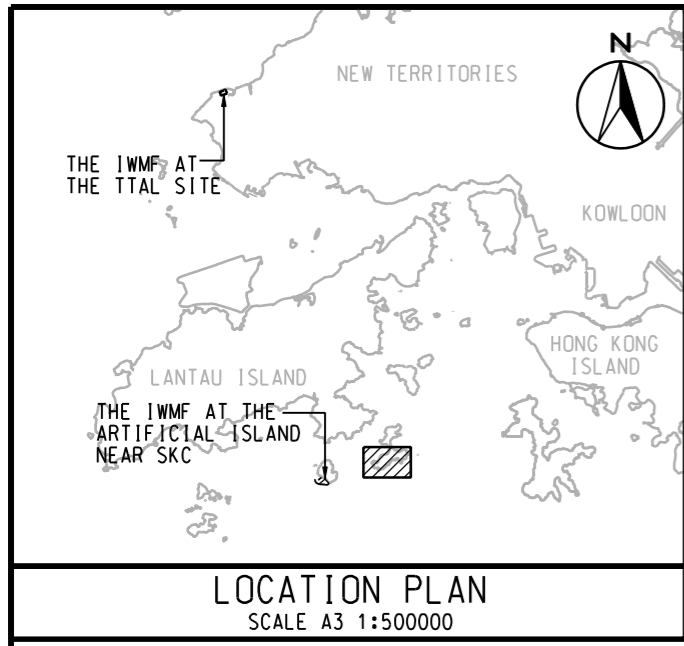 N
NEW TERRITORIES
THE IWMF AT
THE TTAL SITE
KOWLOON
HONG KONG
ISLAND
LANTAU ISLAND
THE IWMF AT THE
ARTIFICIAL ISLAND
NEAR SKC
LOCATION PLAN
SCALE A3 1:500000